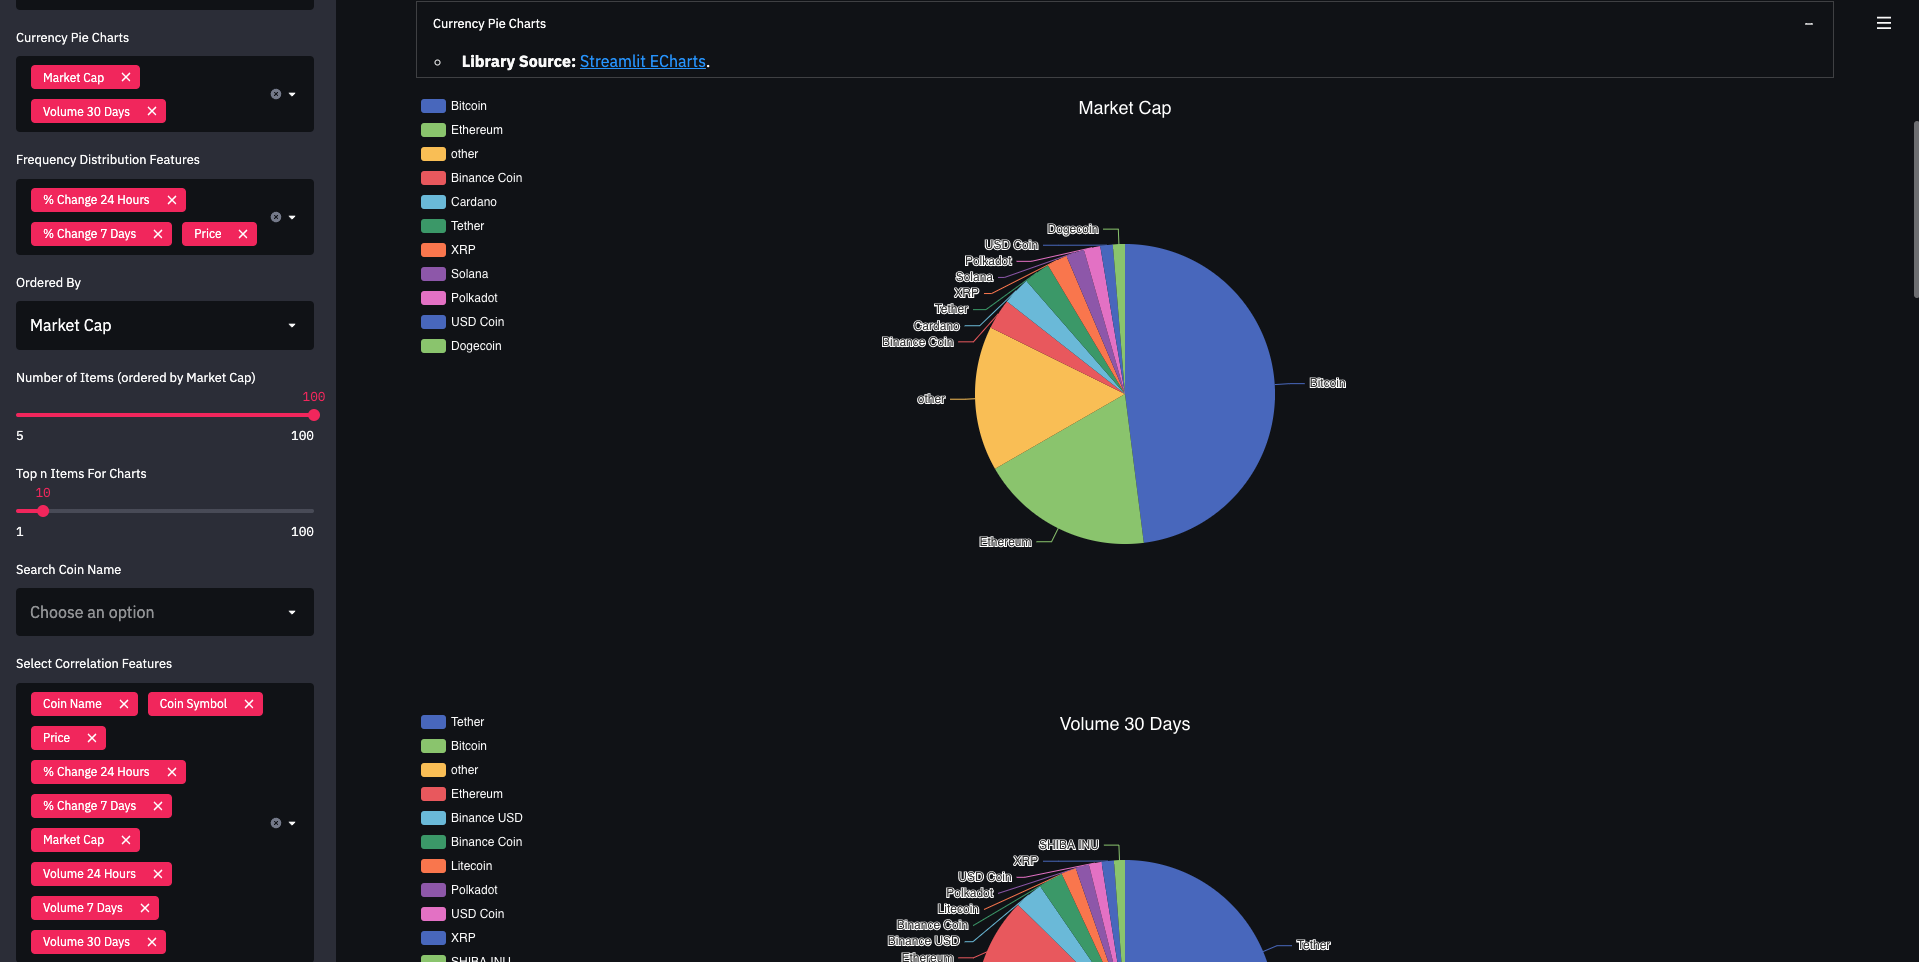 Currency Pie Charts
Market Cap
Volume 30 Days
Frequency Distribution Features
% Change 24 Hours
% Change 7 Days
Price
Ordered By
Market Cap
Number of Items (ordered by Market Cap)
100
5
100
Top n Items For Charts
10
1
100
Search Coin Name
Choose an option
Select Correlation Features
Coin Name
Coin Symbol
Price
% Change 24 Hours
% Change 7 Days
Market Cap
Volume 24 Hours
Volume 7 Days
Volume 30 Days
Currency Pie Charts
Library Source: Streamlit ECharts.
Bitcoin
Ethereum
other
Binance Coin
Cardano
Tether
XRP
Solana
Polkadot
USD Coin
Dogecoin
Market Cap
Dogecoin
USD Coin
Polkadot
Solana
XRP
Tether
Cardano
Binance Coin
other
Bitcoin
Ethereum
Tether
Bitcoin
other
Ethereum
Binance USD
Binance Coin
Litecoin
Polkadot
USD Coin
XRP
SHIBA INU
Volume 30 Days
SHIBA INU
XRP
USD Coin
Polkadot
Litecoin
Binance Coin
Binance USD
Ethereum
Tether